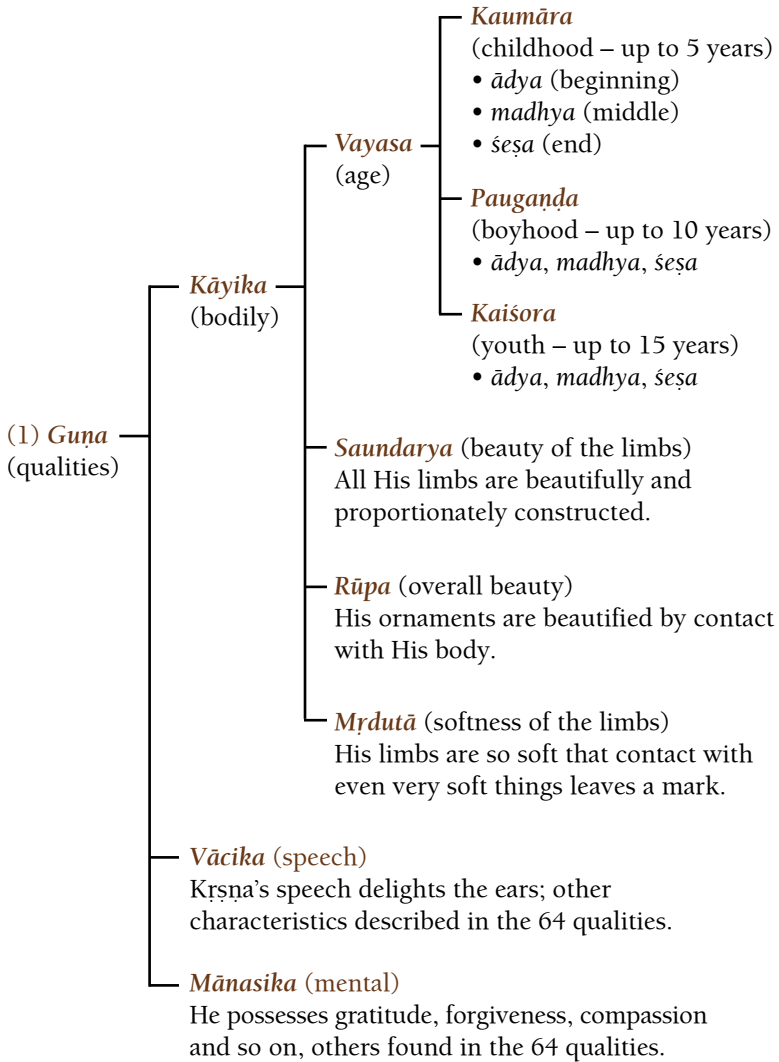 Kaumāra
(childhood – up to 5 years)
• ādya (beginning)
• madhya (middle)
• śeṣa (end)
Vayasa
(age)
Paugaṇḍa
(boyhood – up to 10 years)
• ādya, madhya, śeṣa
Kāyika
(bodily)
Kaiśora
(youth – up to 15 years)
• ādya, madhya, śeṣa
(1) Guṇa
(qualities)
Saundarya (beauty of the limbs)
All His limbs are beautifully and
proportionately constructed.
Rūpa (overall beauty)
His ornaments are beautified by contact
with His body.
Mṛdutā (softness of the limbs)
His limbs are so soft that contact with
even very soft things leaves a mark.
Vācika (speech)
Kṛṣṇa’s speech delights the ears; other
characteristics described in the 64 qualities.
Mānasika (mental)
He possesses gratitude, forgiveness, compassion
and so on, others found in the 64 qualities.